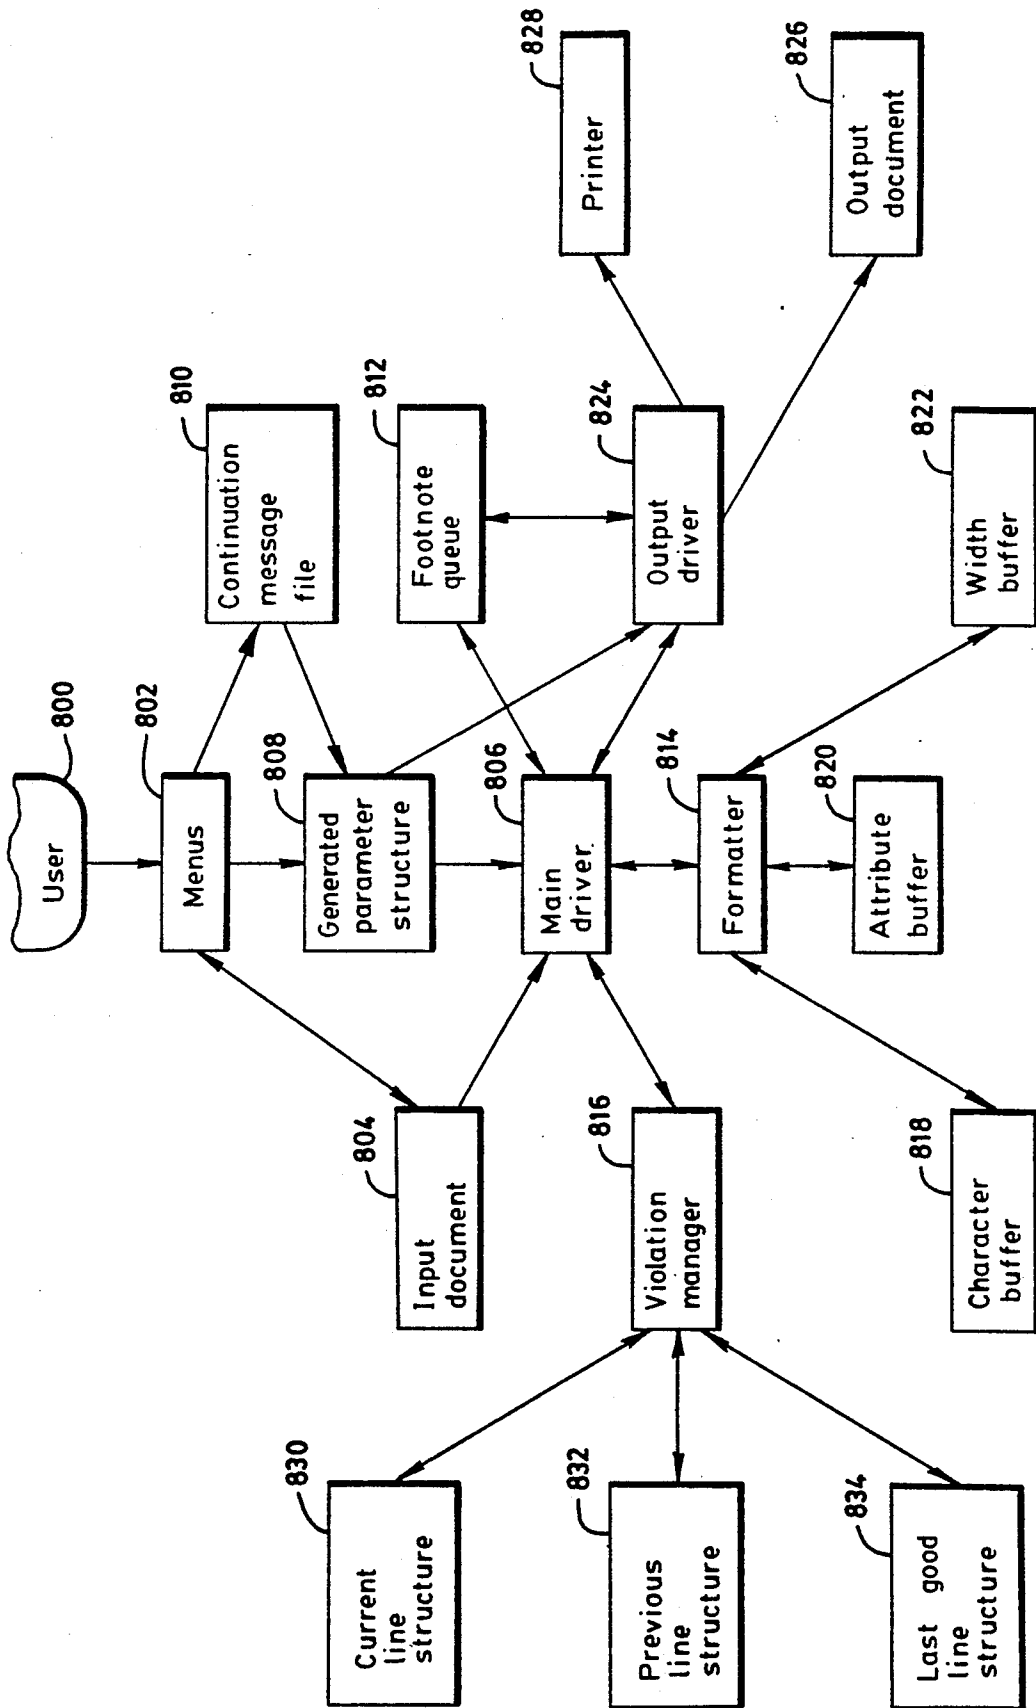 User
800
Menus
802
Continuation
message
file
810
Generated
parameter
structure
808
Input
document
804
Footnote
queue
812
Main
driver
806
Current
line
structure
830
Violation
manager
816
Output
driver
824
Printer
828
Previous
line
structure
832
Formatter
814
Output
document
826
Last good
line
structure
834
Character
buffer
818
Attribute
buffer
820
Width
buffer
822